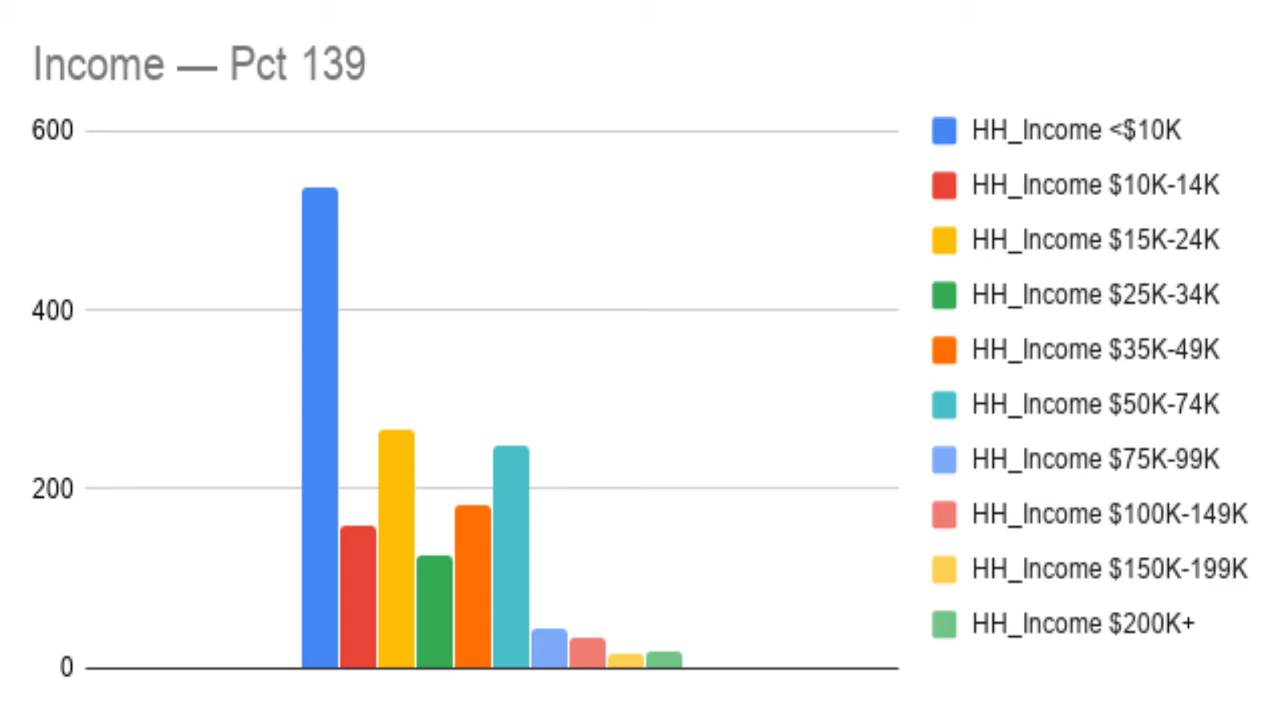 Income — Pct 139
600
400
200
0
HH_Income <$10K
HH_Income $10K-14K
HH_Income $15K-24K
HH_Income $25K-34K
HH_Income $35K-49K
HH_Income $50K-74K
HH_Income $75K-99K
HH_Income $100K-149K
HH_Income $150K-199K
HH_Income $200K+